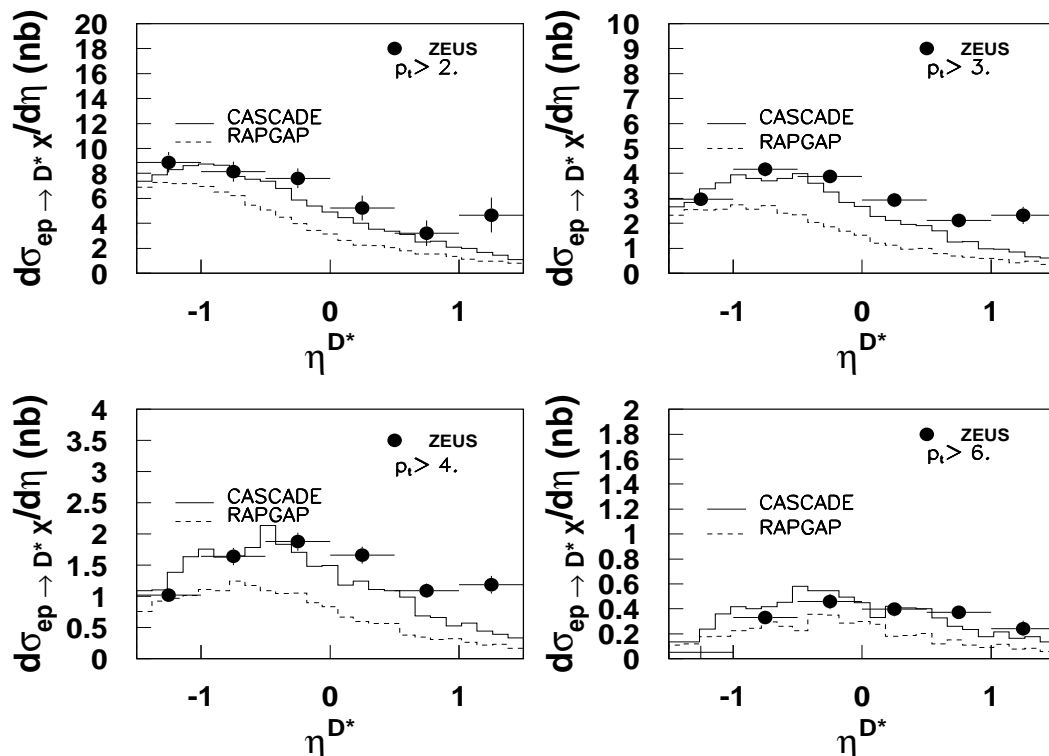 dσep → D* X/dη (nb)
20
18
16
14
12
10
8
6
4
2
0
ZEUS
pt> 2.
CASCADE
RAPGAP
-1 0 1
ηD*
dσep → D* X/dη (nb)
10
9
8
7
6
5
4
3
2
1
0
ZEUS
pt> 3.
CASCADE
RAPGAP
-1 0 1
ηD*
dσep → D* X/dη (nb)
4
3.5
3
2.5
2
1.5
1
0.5
0
ZEUS
pt> 4.
CASCADE
RAPGAP
-1 0 1
ηD*
dσep → D* X/dη (nb)
2
1.8
1.6
1.4
1.2
1
0.8
0.6
0.4
0.2
0
ZEUS
pt> 6.
CASCADE
RAPGAP
-1 0 1
ηD*